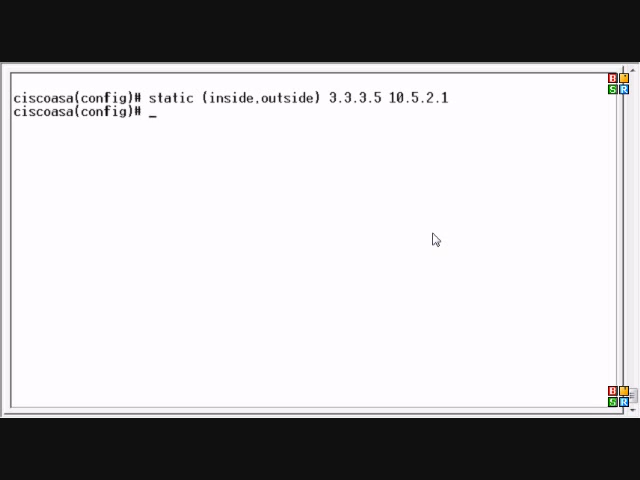 ciscoasa(config)# static (inside,outside) 3.3.3.5 10.5.2.1
ciscoasa(config)# _
B
S R
B
S R